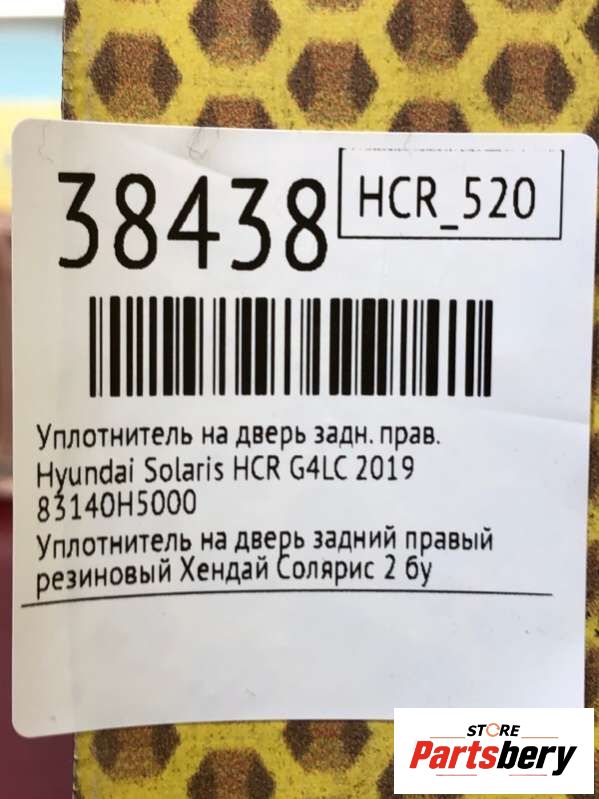 38438
HCR_520
Уплотнитель на дверь задн. прав.
Hyundai Solaris HCR G4LC 2019
83140H5000
Уплотнитель на дверь задний правый
резиновый Хендай Солярис 2 бу
STORE
Partsbery